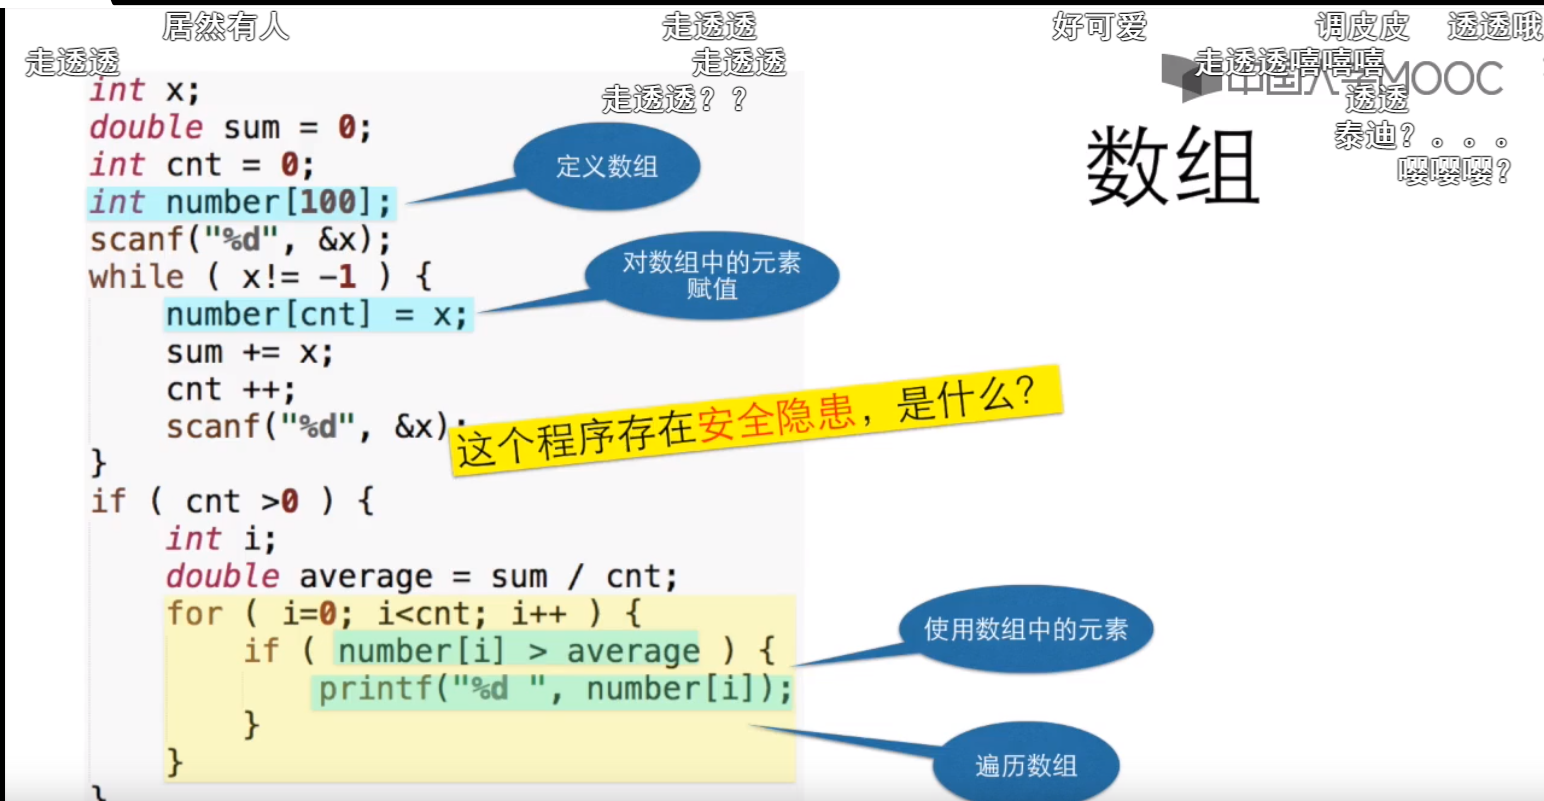 居然有人
走透透
好可爱
调皮皮
透透哦
走透透
走透透
走透透嘻嘻嘻
中国大学MOOC
走透透？？
透透
泰迪？。。。
嘤嘤嘤?
数组
int x;
double sum = 0;
int cnt = 0;
定义数组
int number[100];
scanf("%d", &x);
while ( x!= -1 ) {
对数组中的元素
赋值
number[cnt] = x;
sum += x;
cnt ++;
scanf("%d", &x);
这个程序存在安全隐患，是什么？
}
if ( cnt >0 ) {
int i;
double average = sum / cnt;
for ( i=0; i<cnt; i++ ) {
使用数组中的元素
if ( number[i] > average ) {
printf("%d ", number[i]);
}
遍历数组
}
}